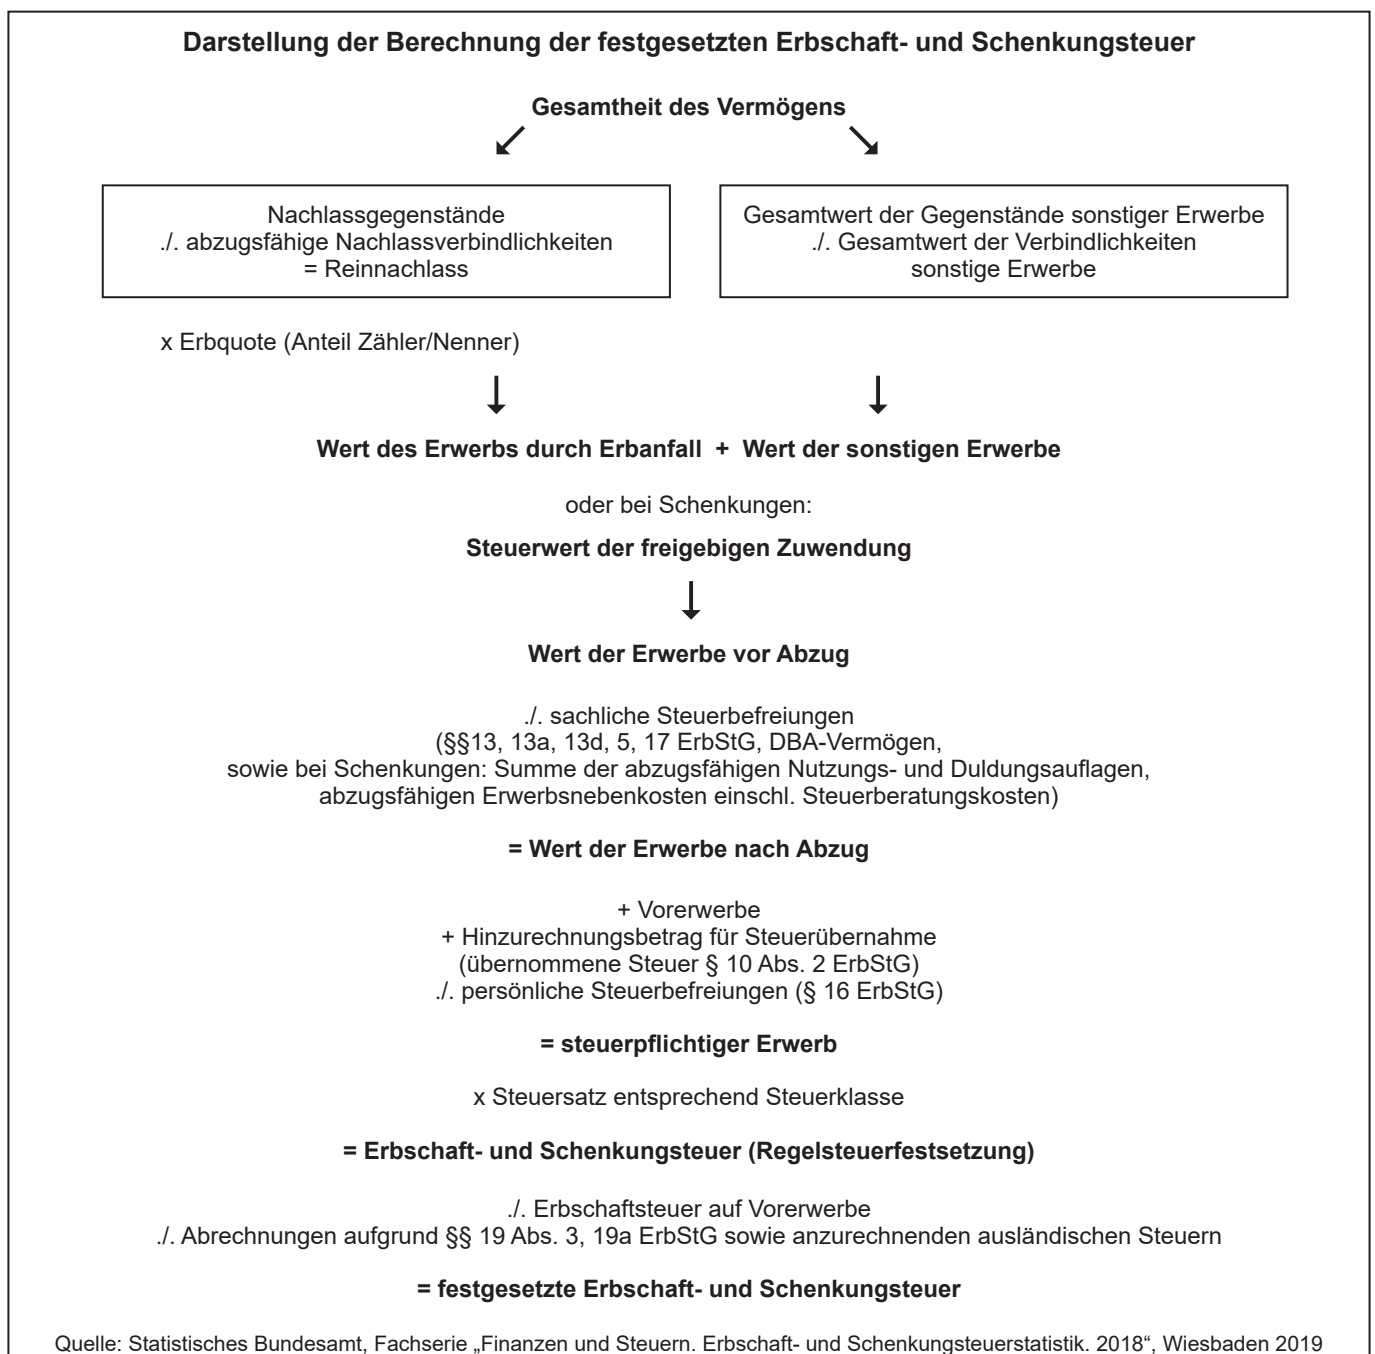 Darstellung der Berechnung der festgesetzten Erbschaft- und Schenkungsteuer
Gesamtheit des Vermögens
Nachlassgegenstände
./. abzugsfähige Nachlassverbindlichkeiten
= Reinnachlass
Gesamtwert der Gegenstände sonstiger Erwerbe
./. Gesamtwert der Verbindlichkeiten
sonstige Erwerbe
x Erbquote (Anteil Zähler/Nenner)
Wert des Erwerbs durch Erbanfall + Wert der sonstigen Erwerbe
oder bei Schenkungen:
Steuerwert der freigebigen Zuwendung
Wert der Erwerbe vor Abzug
./. sachliche Steuerbefreiungen
(§§13, 13a, 13d, 5, 17 ErbStG, DBA-Vermögen,
sowie bei Schenkungen: Summe der abzugsfähigen Nutzungs- und Duldungsauflagen,
abzugsfähigen Erwerbsnebenkosten einschl. Steuerberatungskosten)
= Wert der Erwerbe nach Abzug
+ Vorerwerbe
+ Hinzurechnungsbetrag für Steuerübernahme
(übernommene Steuer § 10 Abs. 2 ErbStG)
./. persönliche Steuerbefreiungen (§ 16 ErbStG)
= steuerpflichtiger Erwerb
x Steuersatz entsprechend Steuerklasse
= Erbschaft- und Schenkungsteuer (Regelsteuerfestsetzung)
./. Erbschaftsteuer auf Vorerwerbe
./. Abrechnungen aufgrund §§ 19 Abs. 3, 19a ErbStG sowie anzurechnenden ausländischen Steuern
= festgesetzte Erbschaft- und Schenkungsteuer
Quelle: Statistisches Bundesamt, Fachserie „Finanzen und Steuern. Erbschaft- und Schenkungsteuerstatistik. 2018“, Wiesbaden 2019